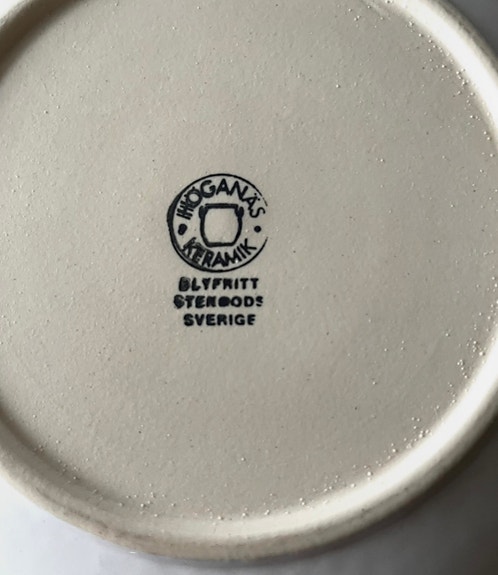 HÖGANÄS
KERAMIK
BLYFRITT
STENGODS
SVERIGE